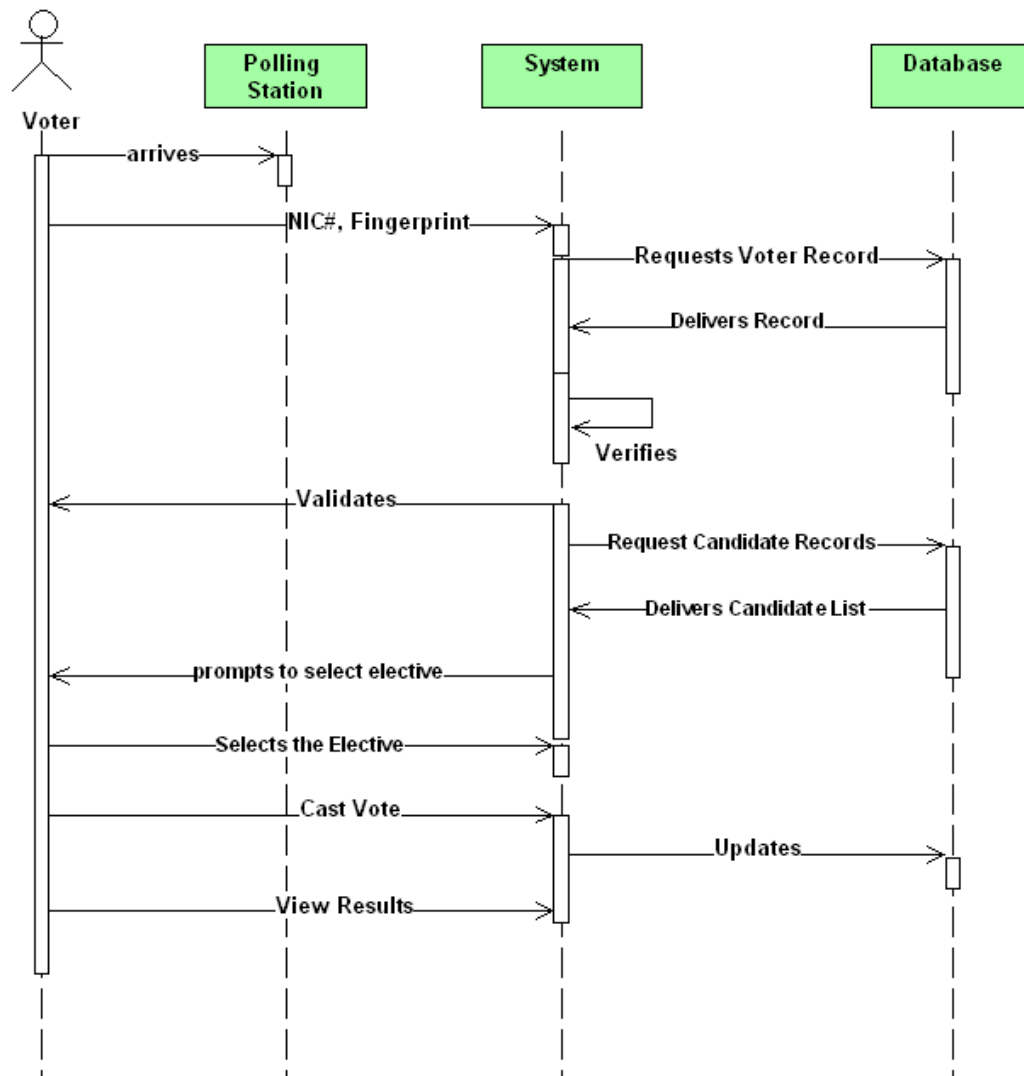 Polling
Station
System
Database
Voter
arrives
NIC#, Fingerprint
Requests Voter Record
Delivers Record
Verifies
Validates
Request Candidate Records
Delivers Candidate List
prompts to select elective
Selects the Elective
Cast Vote
Updates
View Results